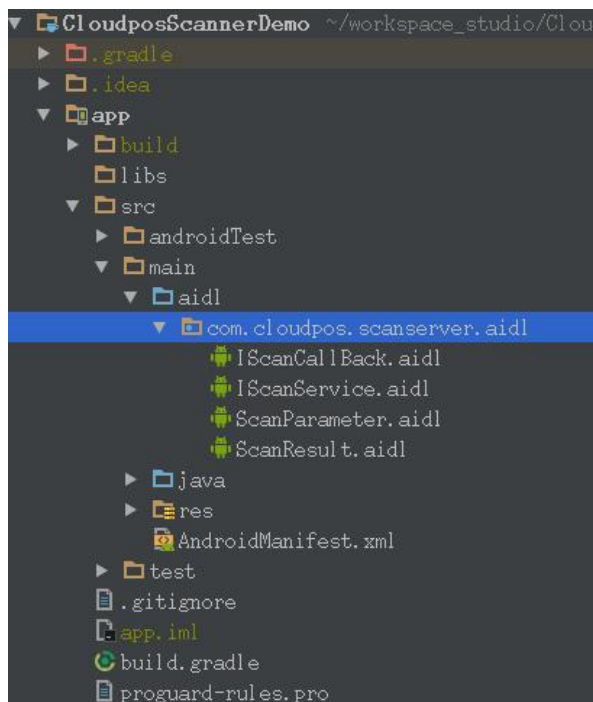 CloudposScannerDemo ~/workspace_studio/Clou
.gradle
.idea
app
build
libs
src
androidTest
main
aidl
com.cloudpos.scanserver.aidl
IScanCallBack.aidl
IScanService.aidl
ScanParameter.aidl
ScanResult.aidl
java
res
AndroidManifest.xml
test
.gitignore
app.iml
build.gradle
proguard-rules.pro